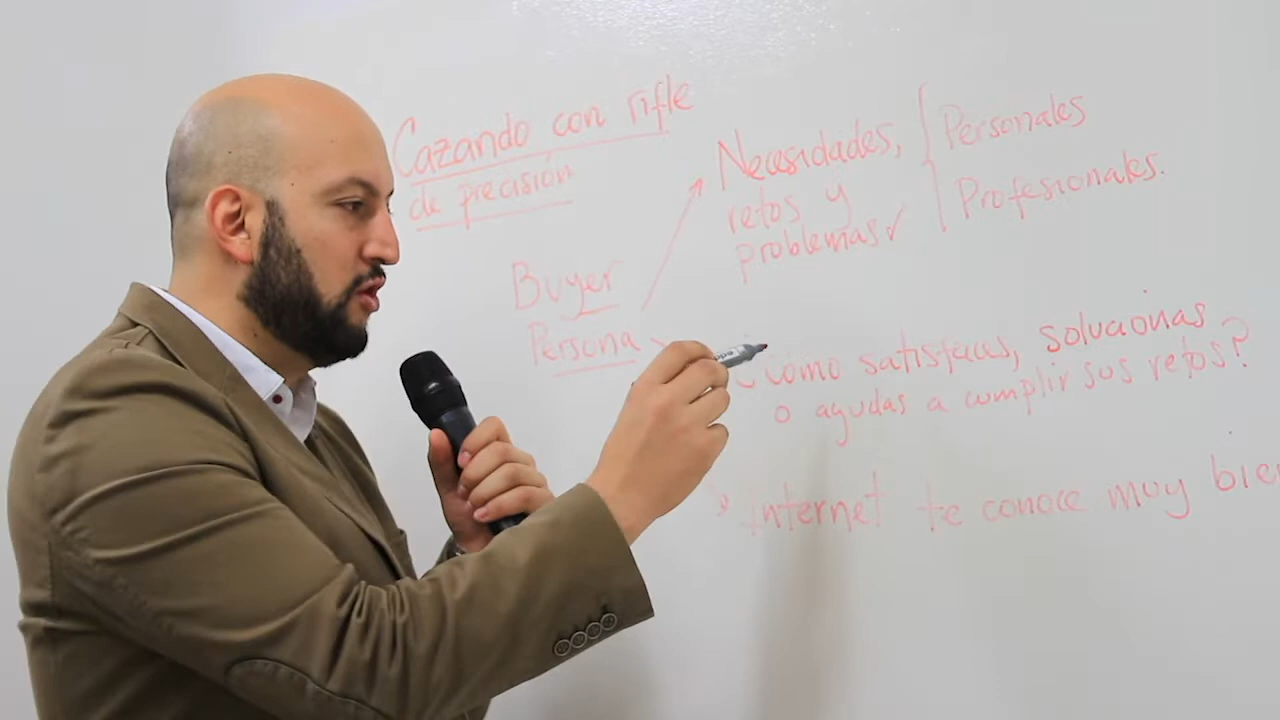 Cazando con rifle
de precisión
Buyer
Persona
Necesidades,
retos y
problemas✓
Personales
Profesionales.
¿como satisfaces, solucionas
o ayudas a cumplir sus retos?
Internet te conoce muy bien